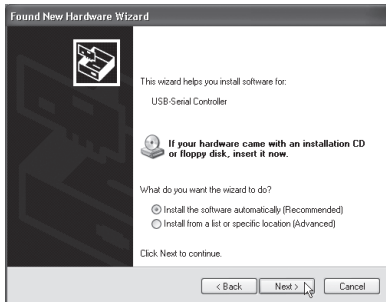 Found New Hardware Wizard
This wizard helps you install software for:
USB-Serial Controller
If your hardware came with an installation CD
or floppy disk, insert it now.
What do you want the wizard to do?
Install the software automatically (Recommended)
Install from a list or specific location (Advanced)
Click Next to continue.
< Back Next > Cancel